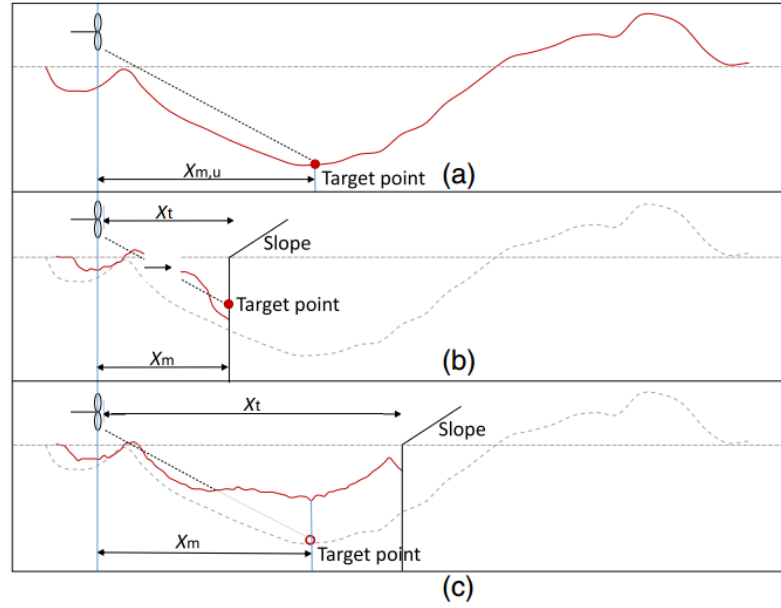 Xm,u
Target point
(a)
Xt
Slope
Target point
Xm
(b)
Xt
Slope
Xm
Target point
(c)